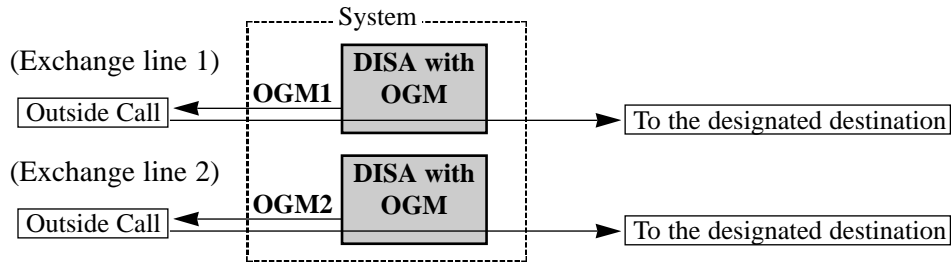 System
(Exchange line 1)
DISA with
OGM
OGM1
Outside Call
To the designated destination
(Exchange line 2)
DISA with
OGM
OGM2
Outside Call
To the designated destination